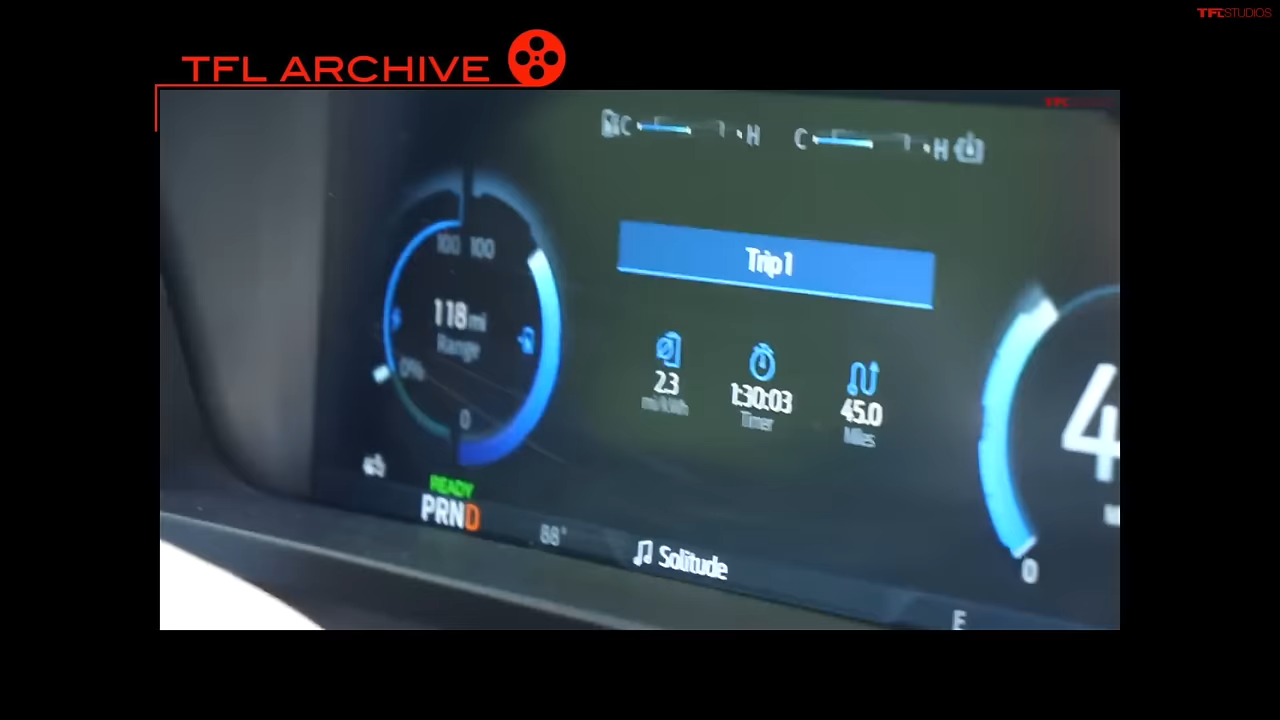 TFLSTUDIOS
TFL ARCHIVE
C H C H
100 100
Trip 1
118 mi
Range
0%
0
2.3
mi/kWh
1:30:03
Timer
45.0
Miles
4
0
READY
PRND
88°
Solitude
E